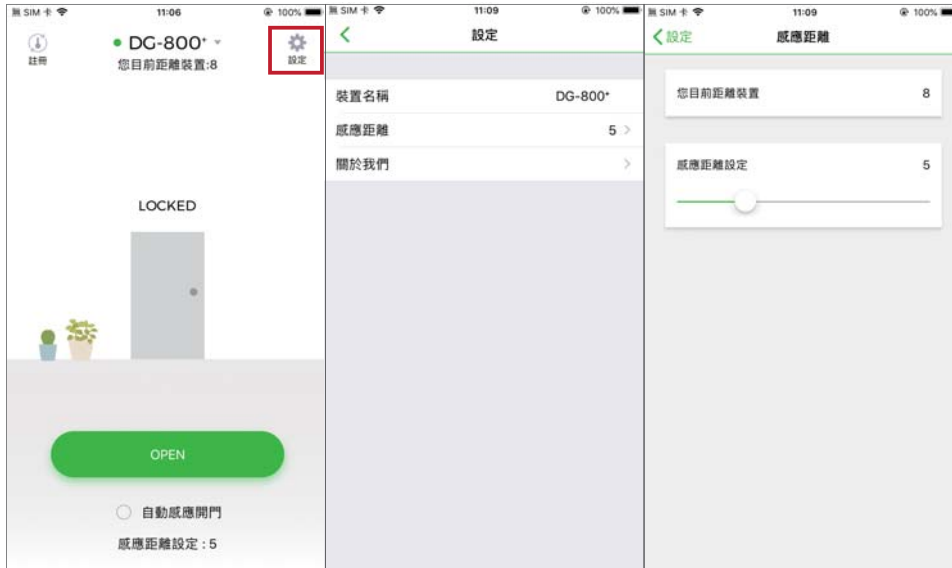 無 SIM 卡
11:06
100%
註冊
DG-800+
設定
您目前距離裝置:8
LOCKED
OPEN
自動感應開門
感應距離設定 : 5
無 SIM 卡
11:09
100%
設定
裝置名稱
DG-800+
感應距離
5
關於我們
無 SIM 卡
11:09
100%
設定
感應距離
您目前距離裝置
8
感應距離設定
5